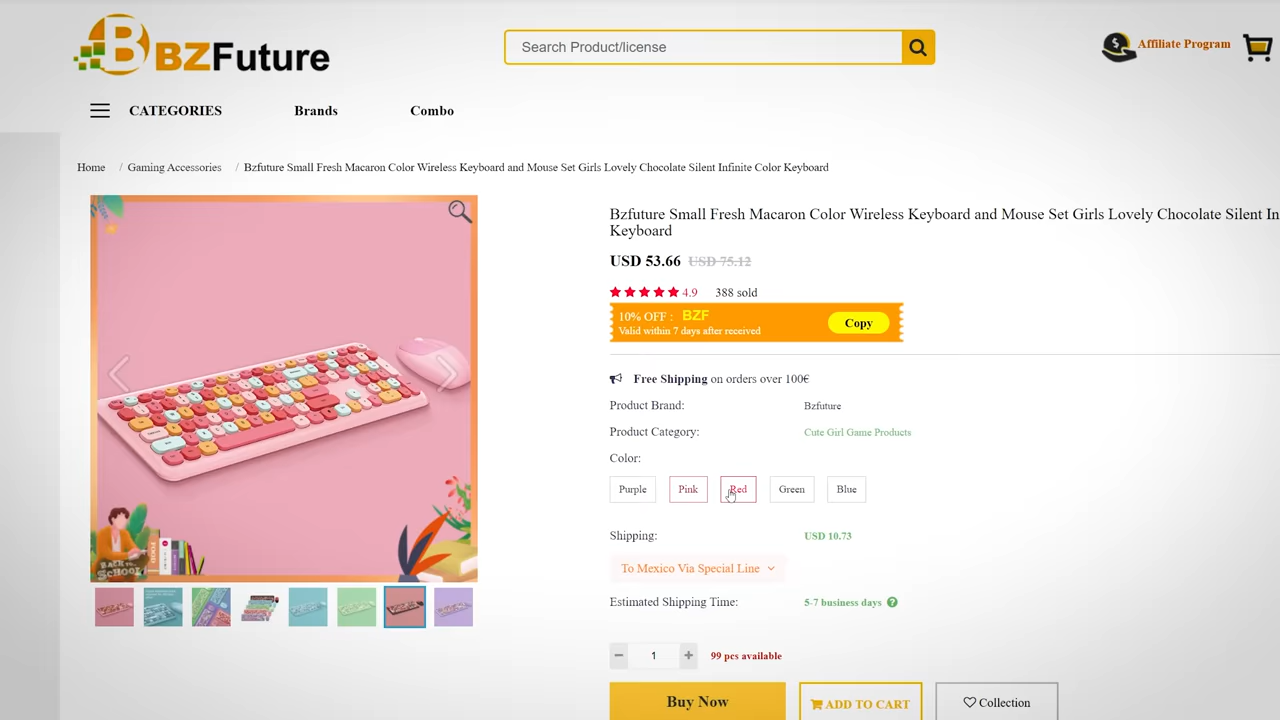 BZFuture
Search Product/license
Affiliate Program
CATEGORIES
Brands
Combo
Home / Gaming Accessories / Bzfuture Small Fresh Macaron Color Wireless Keyboard and Mouse Set Girls Lovely Chocolate Silent Infinite Color Keyboard
Bzfuture Small Fresh Macaron Color Wireless Keyboard and Mouse Set Girls Lovely Chocolate Silent In
Keyboard
USD 53.66 USD 75.12
4.9 388 sold
10% OFF : BZF
Valid within 7 days after received
Copy
Free Shipping on orders over 100€
Product Brand: Bzfuture
Product Category: Cute Girl Game Products
Color:
Purple Pink Red Green Blue
Shipping: USD 10.73
To Mexico Via Special Line
Estimated Shipping Time: 5-7 business days
1 99 pcs available
Buy Now
ADD TO CART
Collection
BACK TO
SCHOOL